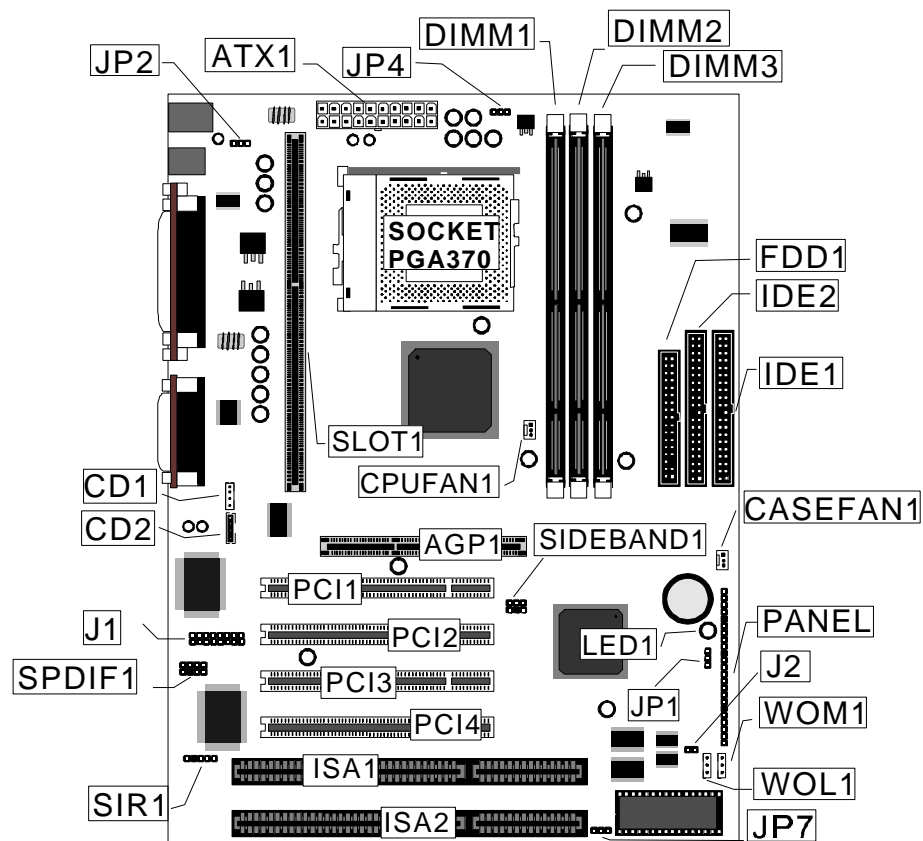 DIMM1
DIMM2
DIMM3
JP2
ATX1
JP4
SOCKET
PGA370
FDD1
IDE2
IDE1
SLOT1
CPUFAN1
CD1
CD2
CASEFAN1
AGP1
SIDEBAND1
PCI1
J1
PCI2
LED1
PANEL
SPDIF1
PCI3
JP1
J2
PCI4
WOM1
ISA1
WOL1
SIR1
ISA2
JP7